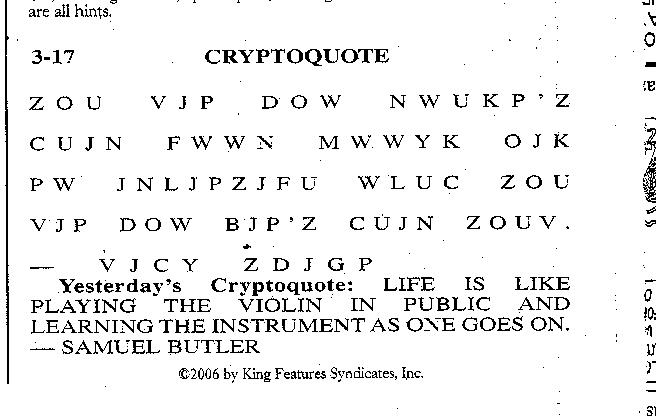 are all hints.
3-17 CRYPTOQUOTE
Z O U V J P D O W N W U K P ' Z
C U J N F W W N M W W Y K O J K
P W J N L J P Z J F U W L U C Z O U
V J P D O W B J P ' Z C U J N Z O U V .
— V J C Y Z D J G P
Yesterday's Cryptoquote: LIFE IS LIKE
PLAYING THE VIOLIN IN PUBLIC AND
LEARNING THE INSTRUMENT AS ONE GOES ON.
— SAMUEL BUTLER
©2006 by King Features Syndicates, Inc.